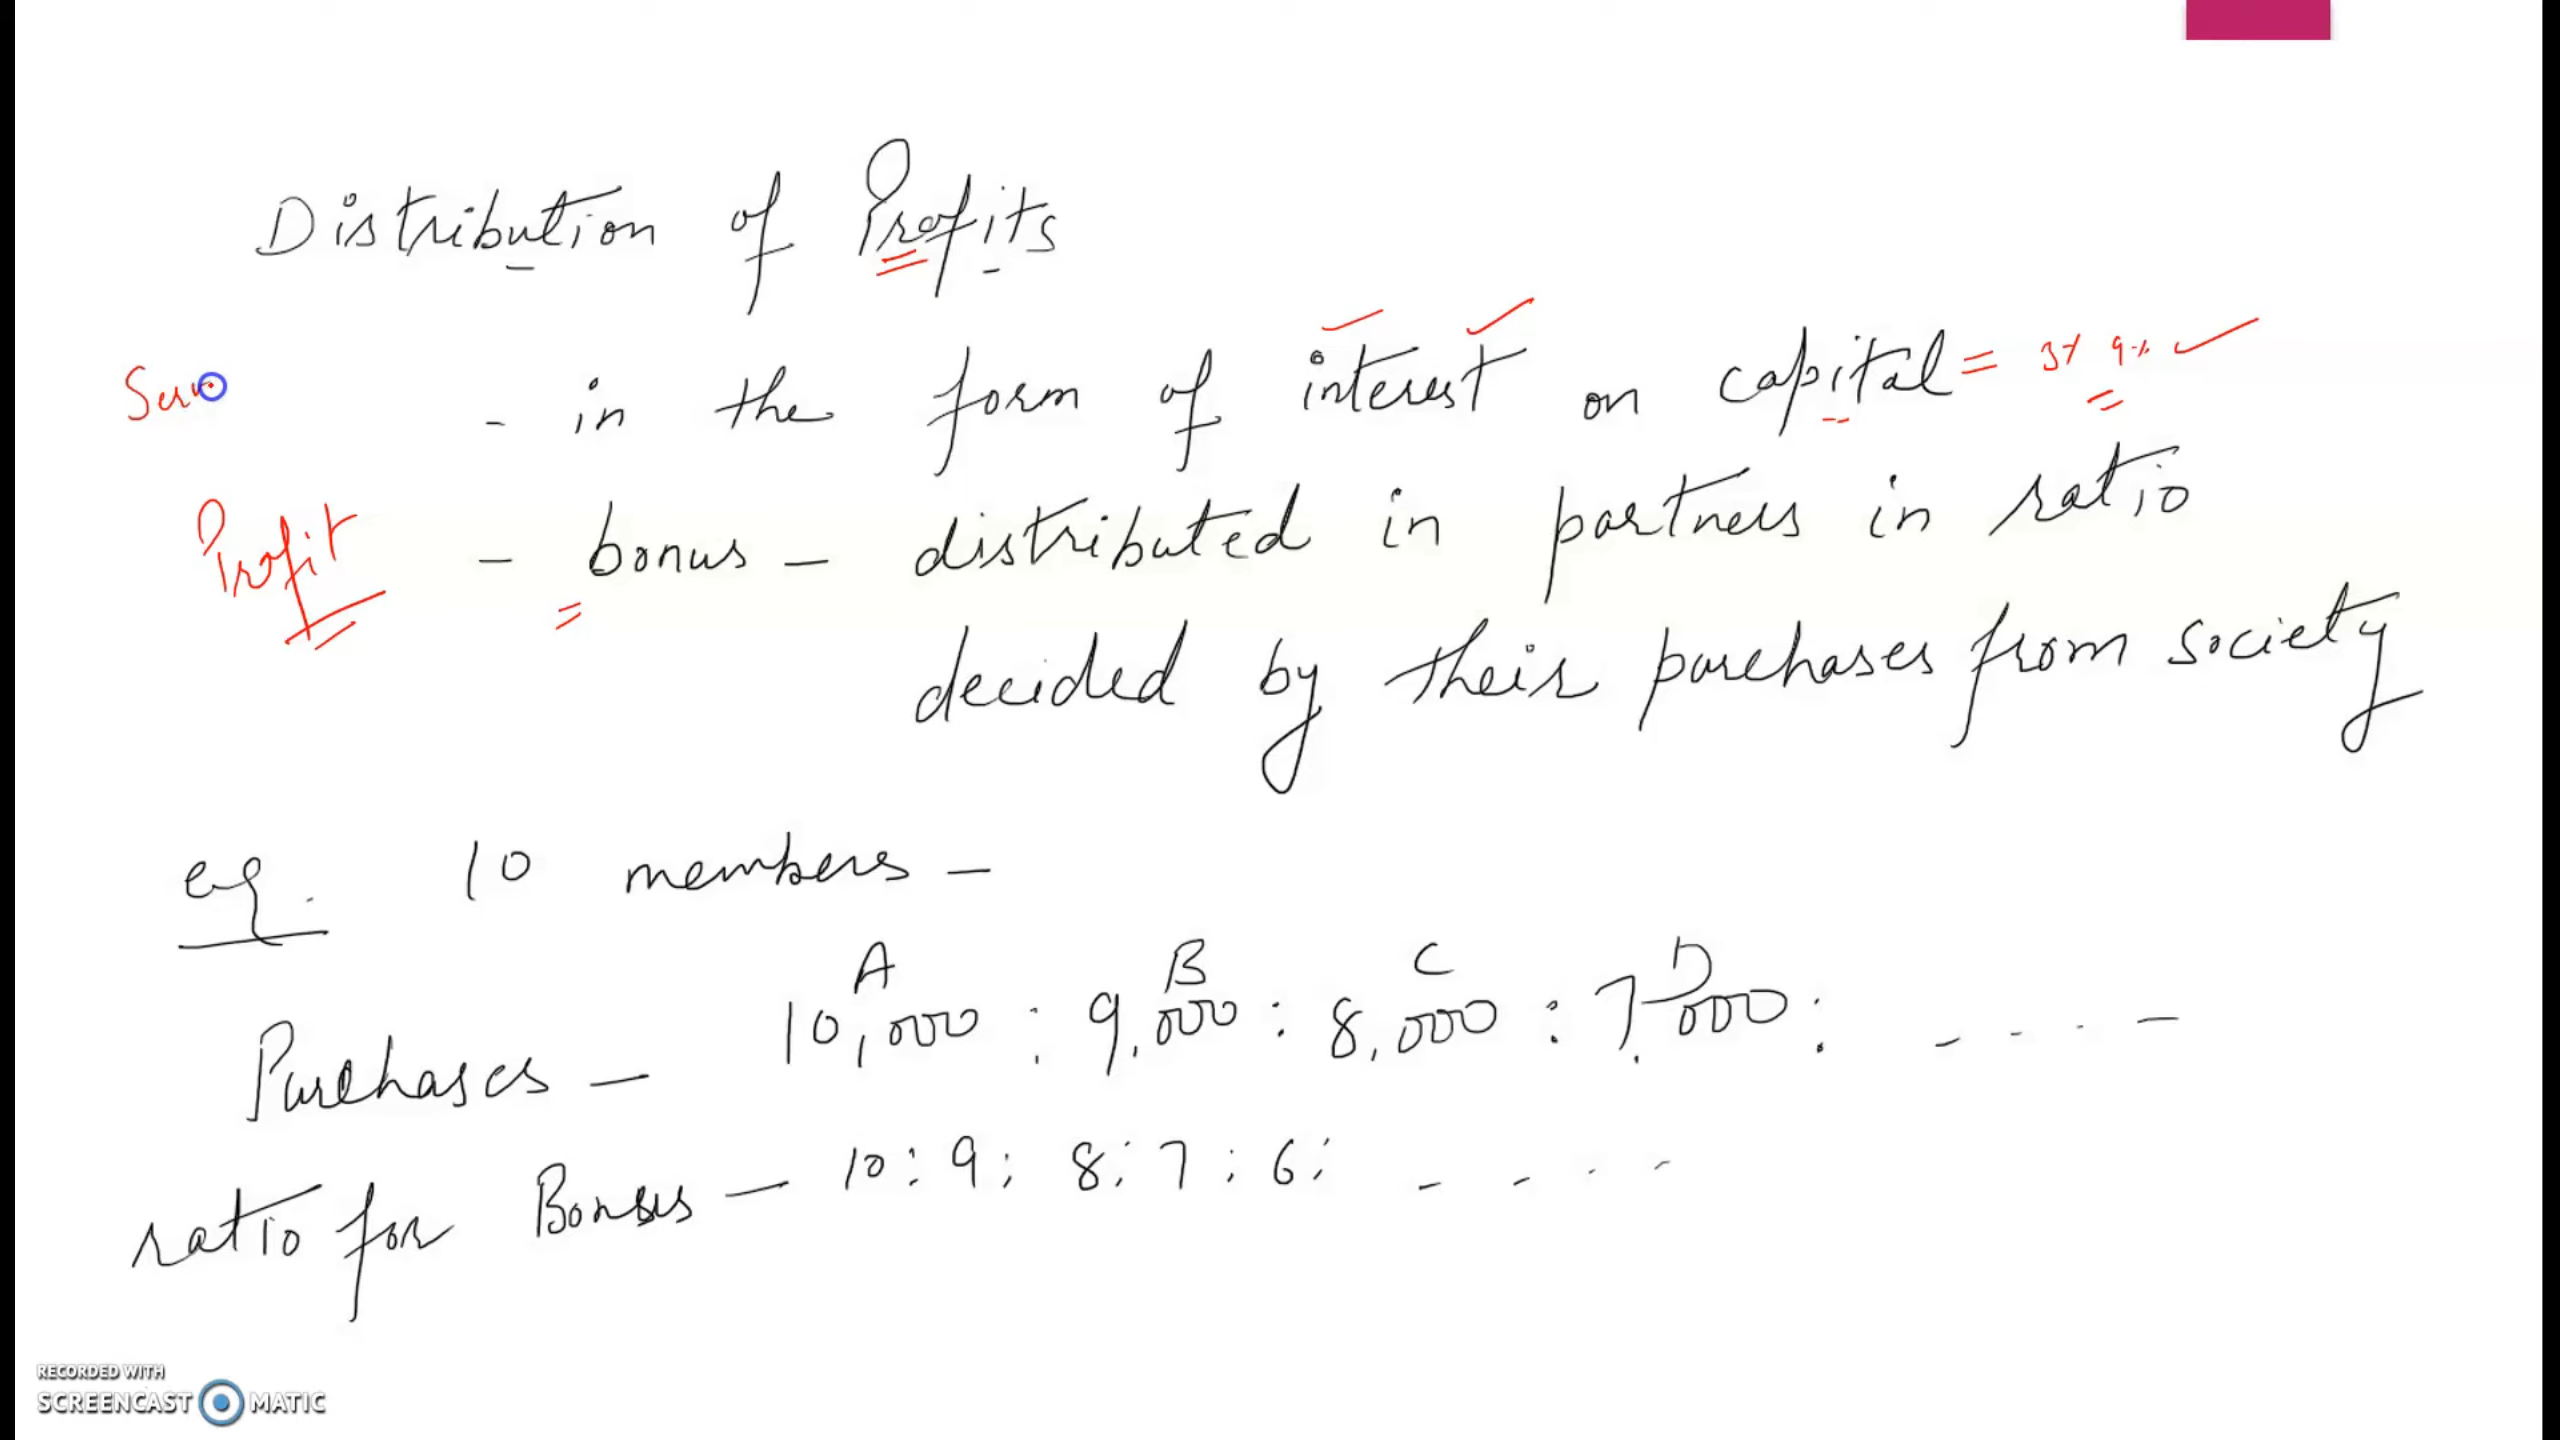 Distribution of Profits
- in the form of interest on capital = 3% 9%
Profit - bonus - distributed in partners in ratio
decided by their purchases from society
eg. 10 members -
A B C D
Purchases - 10,000 : 9,000 : 8,000 : 7,000 : - - - -
ratio for Bonus - 10 : 9 : 8 : 7 : 6 : - - - -
RECORDED WITH
SCREENCAST MATIC